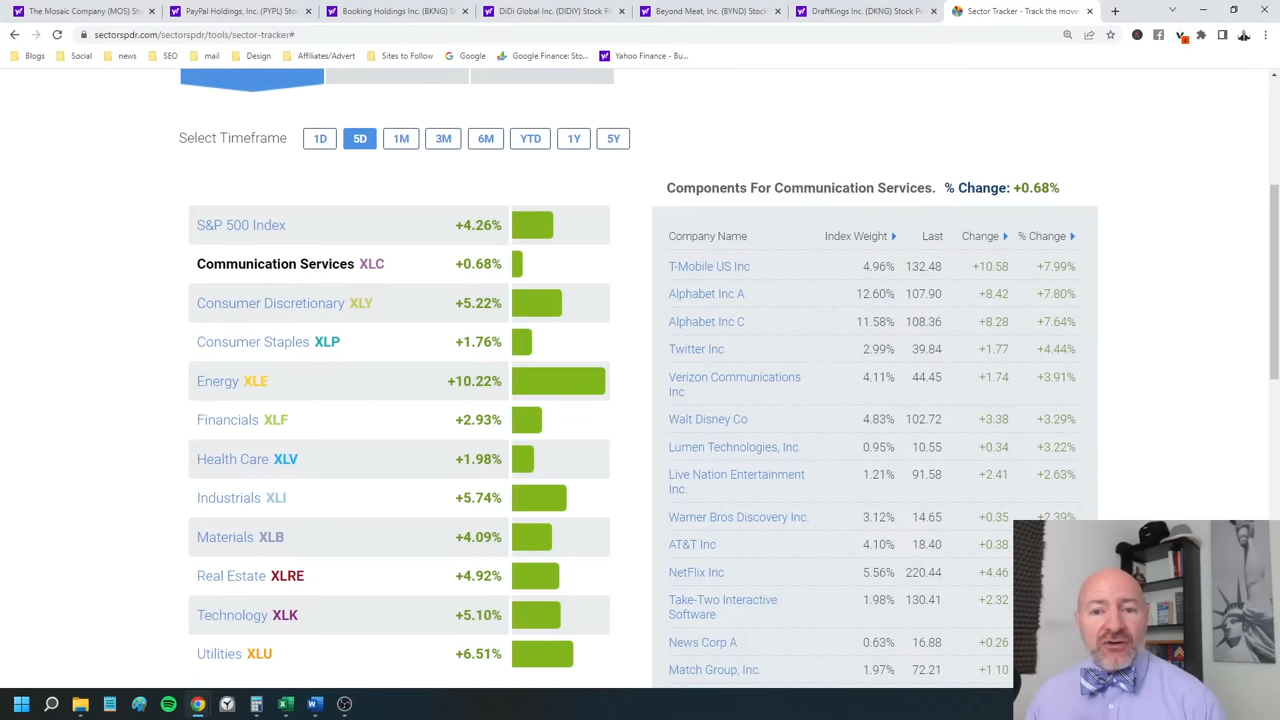 The Mosaic Company (MOS) Stoc
PayPal Holdings, Inc. (PYPL) Sto
Booking Holdings Inc. (BKNG) S
DiDi Global Inc. (DIDIY) Stock P
Beyond Meat, Inc. (BYND) Stock
DraftKings Inc. (DKNG) Stock P
Sector Tracker - Track the move
sectorspdr.com/sectorspdr/tools/sector-tracker#
Blogs
Social
news
SEO
mail
Design
Affiliates/Advert
Sites to Follow
Google
Google Finance: Sto...
Yahoo Finance - Bu...
Select Timeframe 1D 5D 1M 3M 6M YTD 1Y 5Y
S&P 500 Index +4.26%
Communication Services XLC +0.68%
Consumer Discretionary XLY +5.22%
Consumer Staples XLP +1.76%
Energy XLE +10.22%
Financials XLF +2.93%
Health Care XLV +1.98%
Industrials XLI +5.74%
Materials XLB +4.09%
Real Estate XLRE +4.92%
Technology XLK +5.10%
Utilities XLU +6.51%
Components For Communication Services. % Change: +0.68%
Company Name Index Weight Last Change % Change
T-Mobile US Inc 4.96% 132.48 +10.58 +7.99%
Alphabet Inc A 12.60% 107.90 +8.42 +7.80%
Alphabet Inc C 11.58% 108.36 +8.28 +7.64%
Twitter Inc 2.99% 39.84 +1.77 +4.44%
Verizon Communications 4.11% 44.45 +1.74 +3.91%
Inc
Walt Disney Co 4.83% 102.72 +3.38 +3.29%
Lumen Technologies, Inc. 0.95% 10.55 +0.34 +3.22%
Live Nation Entertainment 1.21% 91.58 +2.41 +2.63%
Inc.
Warner Bros Discovery Inc. 3.12% 14.65 +0.35 +2.39%
AT&T Inc 4.10% 18.40 +0.38
NetFlix Inc 5.56% 220.44 +4.46
Take-Two Interactive 1.98% 130.41 +2.32
Software
News Corp A 0.63% 16.88 +0.26
Match Group, Inc. 1.97% 72.21 +1.10